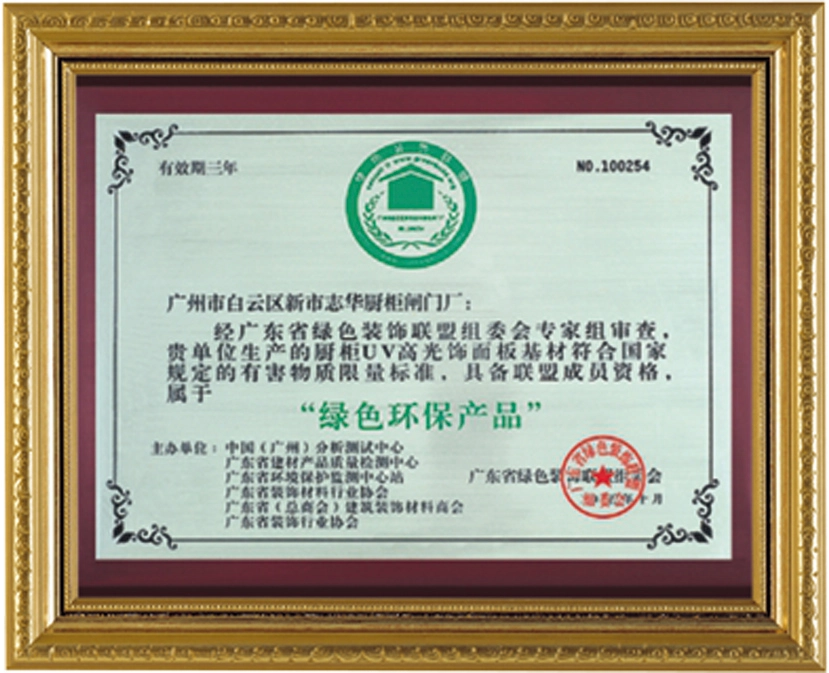 有效期三年
NO.100254
广州市白云区新市志华厨柜闸门厂：
经广东省绿色装饰联盟组委会专家组审查，
贵单位生产的厨柜UV高光饰面板基材符合国家
规定的有害物质限量标准，具备联盟成员资格，
属于
“绿色环保产品”
主办单位：中国（广州）分析测试中心
广东省建材产品质量检测中心
广东省环境保护监测中心站
广东省装饰材料行业协会
广东省（总商会）建筑装饰材料商会
广东省装饰行业协会
广东省绿色装饰联盟组委会
十月